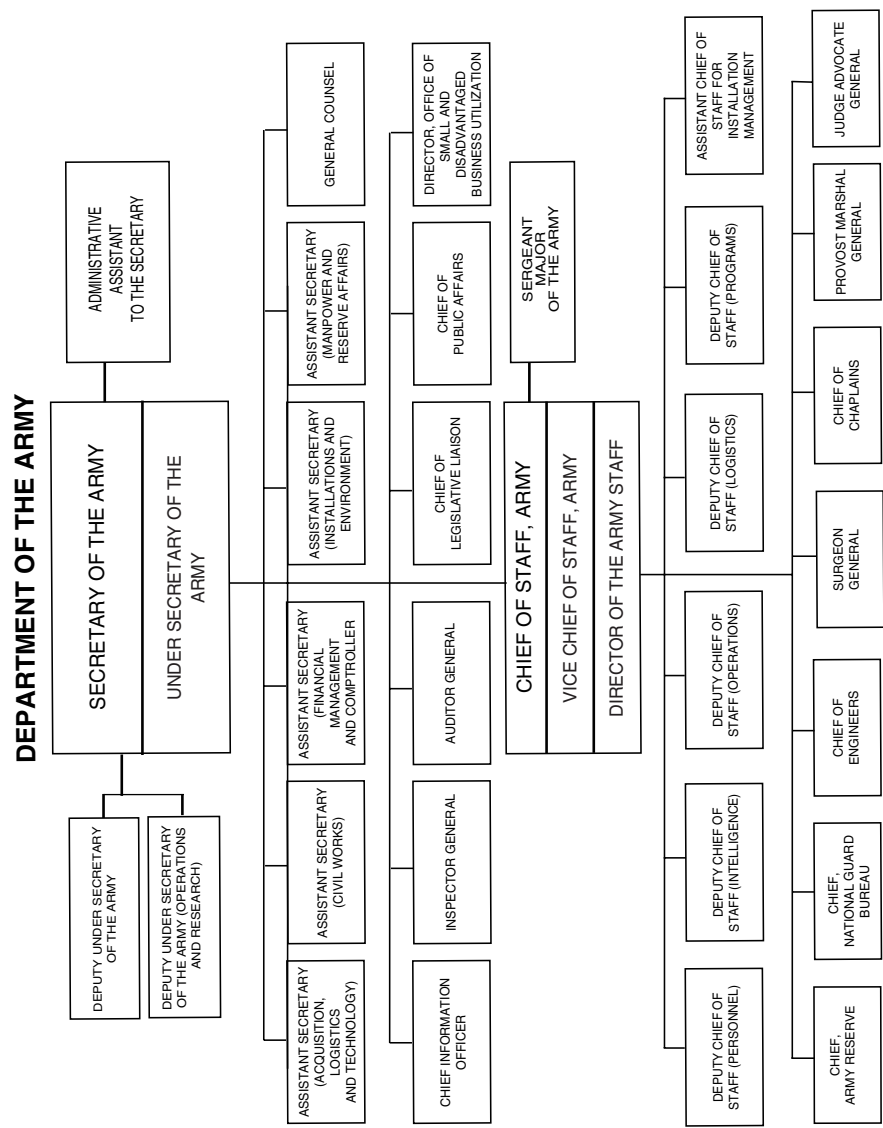 DEPARTMENT OF THE ARMY
DEPUTY UNDER SECRETARY
OF THE ARMY
DEPUTY UNDER SECRETARY
OF THE ARMY (OPERATIONS
AND RESEARCH)
SECRETARY OF THE ARMY
UNDER SECRETARY OF THE
ARMY
ADMINISTRATIVE
ASSISTANT
TO THE SECRETARY
ASSISTANT SECRETARY
(ACQUISITION,
LOGISTICS
AND TECHNOLOGY)
ASSISTANT SECRETARY
(CIVIL WORKS)
ASSISTANT SECRETARY
(FINANCIAL
MANAGEMENT
AND COMPTROLLER
ASSISTANT SECRETARY
(INSTALLATIONS AND
ENVIRONMENT)
ASSISTANT SECRETARY
(MANPOWER AND
RESERVE AFFAIRS)
GENERAL COUNSEL
CHIEF INFORMATION
OFFICER
INSPECTOR GENERAL
AUDITOR GENERAL
CHIEF OF
LEGISLATIVE LIAISON
CHIEF OF
PUBLIC AFFAIRS
DIRECTOR, OFFICE OF
SMALL AND
DISADVANTAGED
BUSINESS UTILIZATION
CHIEF OF STAFF, ARMY
VICE CHIEF OF STAFF, ARMY
DIRECTOR OF THE ARMY STAFF
SERGEANT
MAJOR
OF THE ARMY
DEPUTY CHIEF OF
STAFF (PERSONNEL)
DEPUTY CHIEF OF
STAFF (INTELLIGENCE)
DEPUTY CHIEF OF
STAFF (OPERATIONS)
DEPUTY CHIEF OF
STAFF (LOGISTICS)
DEPUTY CHIEF OF
STAFF (PROGRAMS)
ASSISTANT CHIEF OF
STAFF FOR
INSTALLATION
MANAGEMENT
CHIEF,
ARMY RESERVE
CHIEF,
NATIONAL GUARD
BUREAU
CHIEF OF
ENGINEERS
SURGEON
GENERAL
CHIEF OF
CHAPLAINS
PROVOST MARSHAL
GENERAL
JUDGE ADVOCATE
GENERAL